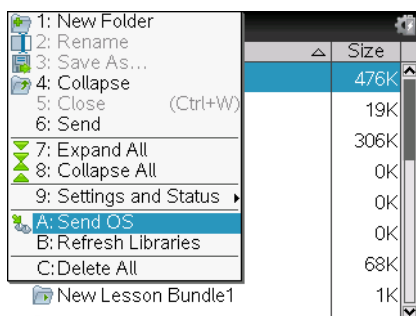 1: New Folder
2: Rename
3: Save As...
4: Collapse
5: Close (Ctrl+W)
6: Send
7: Expand All
8: Collapse All
9: Settings and Status
A: Send OS
B: Refresh Libraries
C: Delete All
New Lesson Bundle1
Size
476K
19K
306K
0K
0K
0K
68K
1K